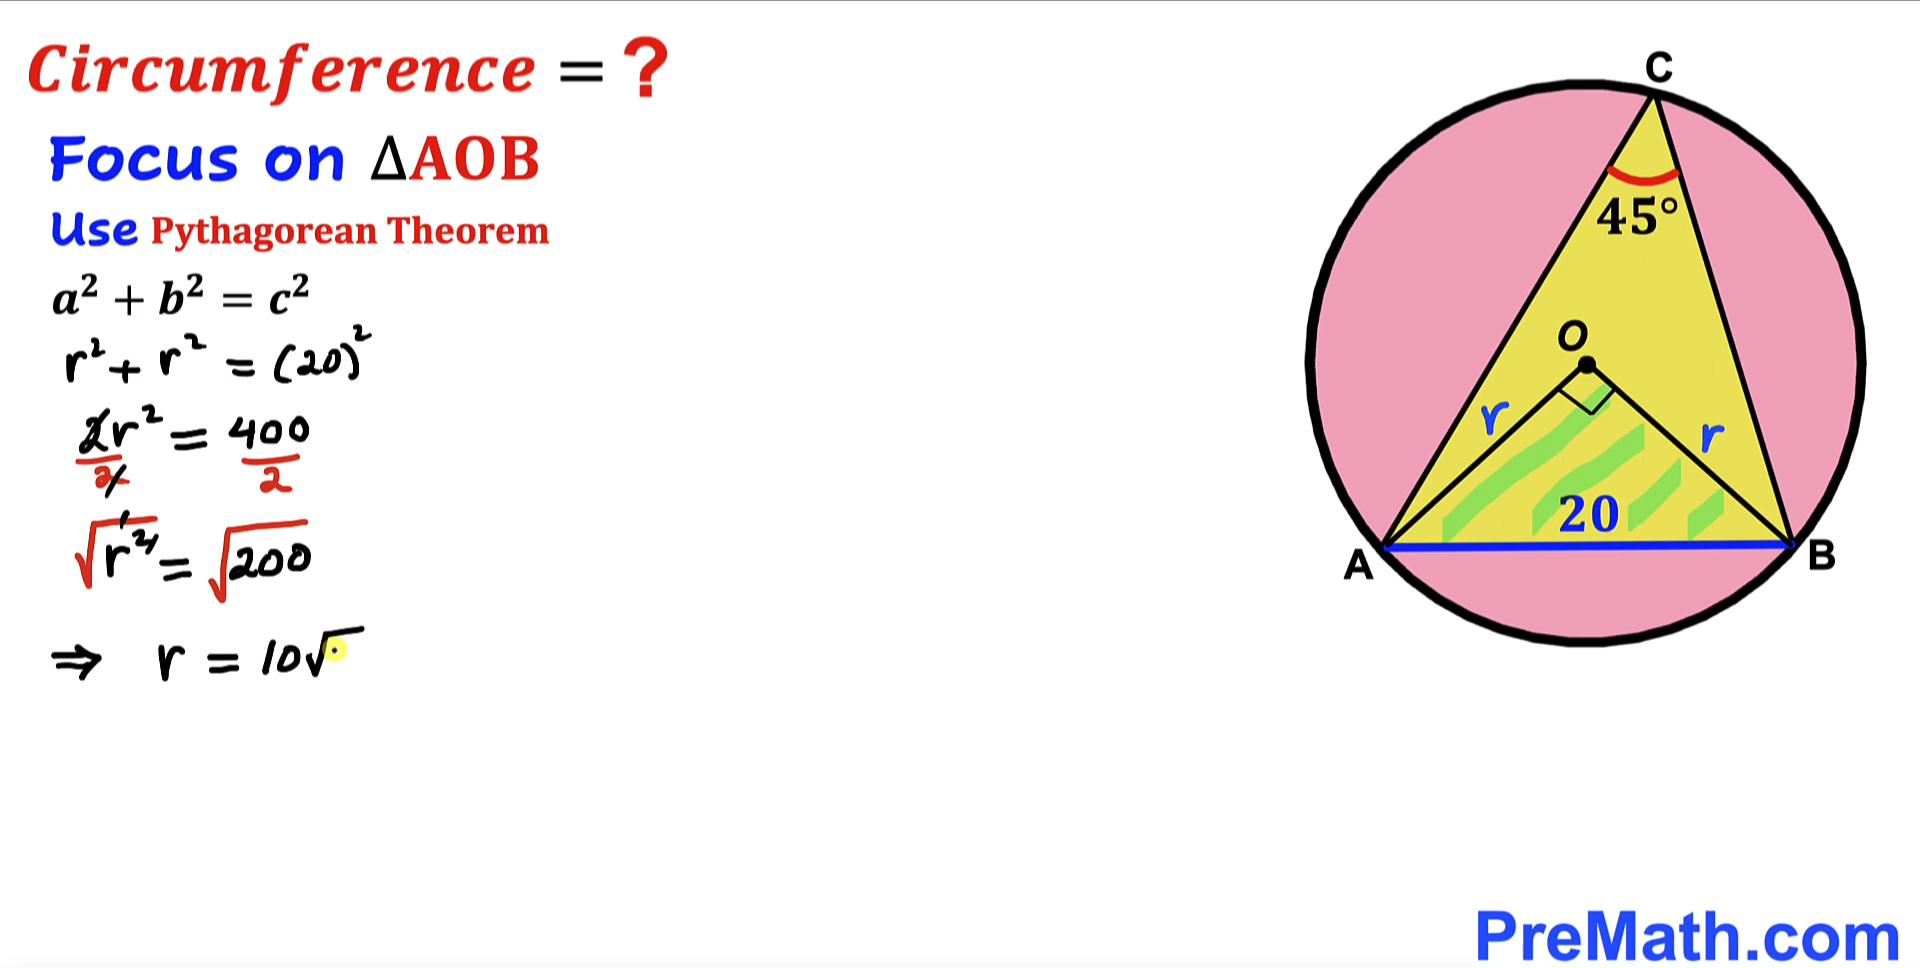 Circumference = ?
Focus on ΔAOB
Use Pythagorean Theorem
a² + b² = c²
r² + r² = (20)²
2r² = 400
2 2
√r² = √200
⇒ r = 10√
C
45°
O
r r
20
A B
PreMath.com